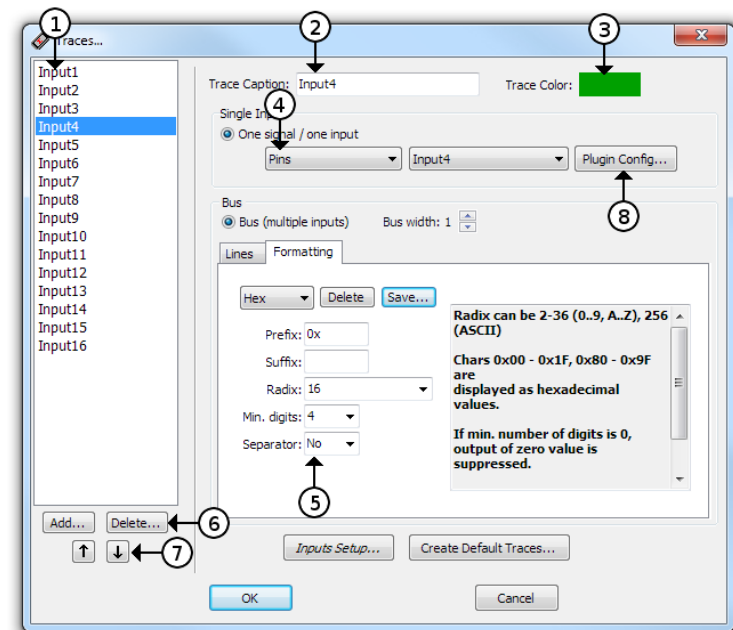 1
2
3
Traces...
Input1
Input2
Input3
Input4
Input5
Input6
Input7
Input8
Input9
Input10
Input11
Input12
Input13
Input14
Input15
Input16
Add... Delete...
6
7
Trace Caption: Input4 Trace Color:
4
Single In
One signal / one input
Pins Input4 Plugin Config...
8
Bus
Bus (multiple inputs) Bus width: 1
Lines Formatting
Hex Delete Save...
Prefix: 0x
Suffix:
Radix: 16
Min. digits: 4
Separator: No
5
Radix can be 2-36 (0..9, A..Z), 256
(ASCII)
Chars 0x00 - 0x1F, 0x80 - 0x9F
are
displayed as hexadecimal
values.
If min. number of digits is 0,
output of zero value is
suppressed.
Inputs Setup... Create Default Traces...
OK Cancel